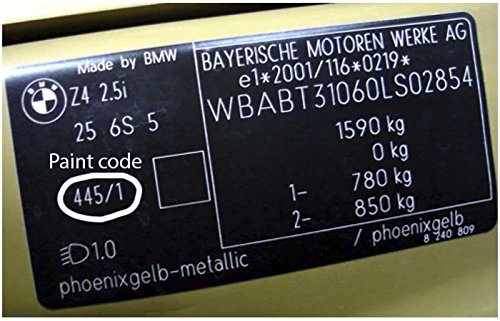 BMW
Made by BMW
Z4 2.5i
25 6S 5
Paint code
445/1
1.0
phoenixgelb-metallic
BAYERISCHE MOTOREN WERKE AG
e1*2001/116*0219*
WBABT31060LS02854
1590 kg
0 kg
1- 780 kg
2- 850 kg
/ phoenixgelb
8 240 809